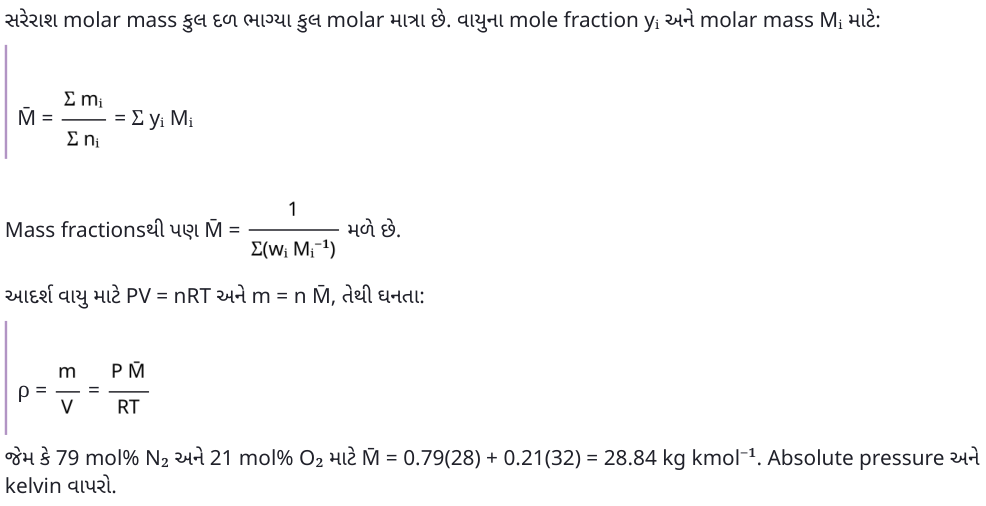 સરેરાશ molar mass કુલ દળ ભાગ્યા કુલ molar માત્રા છે. વાયુના mole fraction yᵢ અને molar mass Mᵢ માટે:
M̄ = Σ mᵢ / Σ nᵢ = Σ yᵢ Mᵢ
Mass fractionsથી પણ M̄ = 1 / Σ(wᵢ Mᵢ⁻¹) મળે છે.
આદર્શ વાયુ માટે PV = nRT અને m = n M̄, તેથી ઘનતા:
ρ = m / V = P M̄ / RT
જેમ કે 79 mol% N₂ અને 21 mol% O₂ માટે M̄ = 0.79(28) + 0.21(32) = 28.84 kg kmol⁻¹. Absolute pressure અને
kelvin વાપરો.